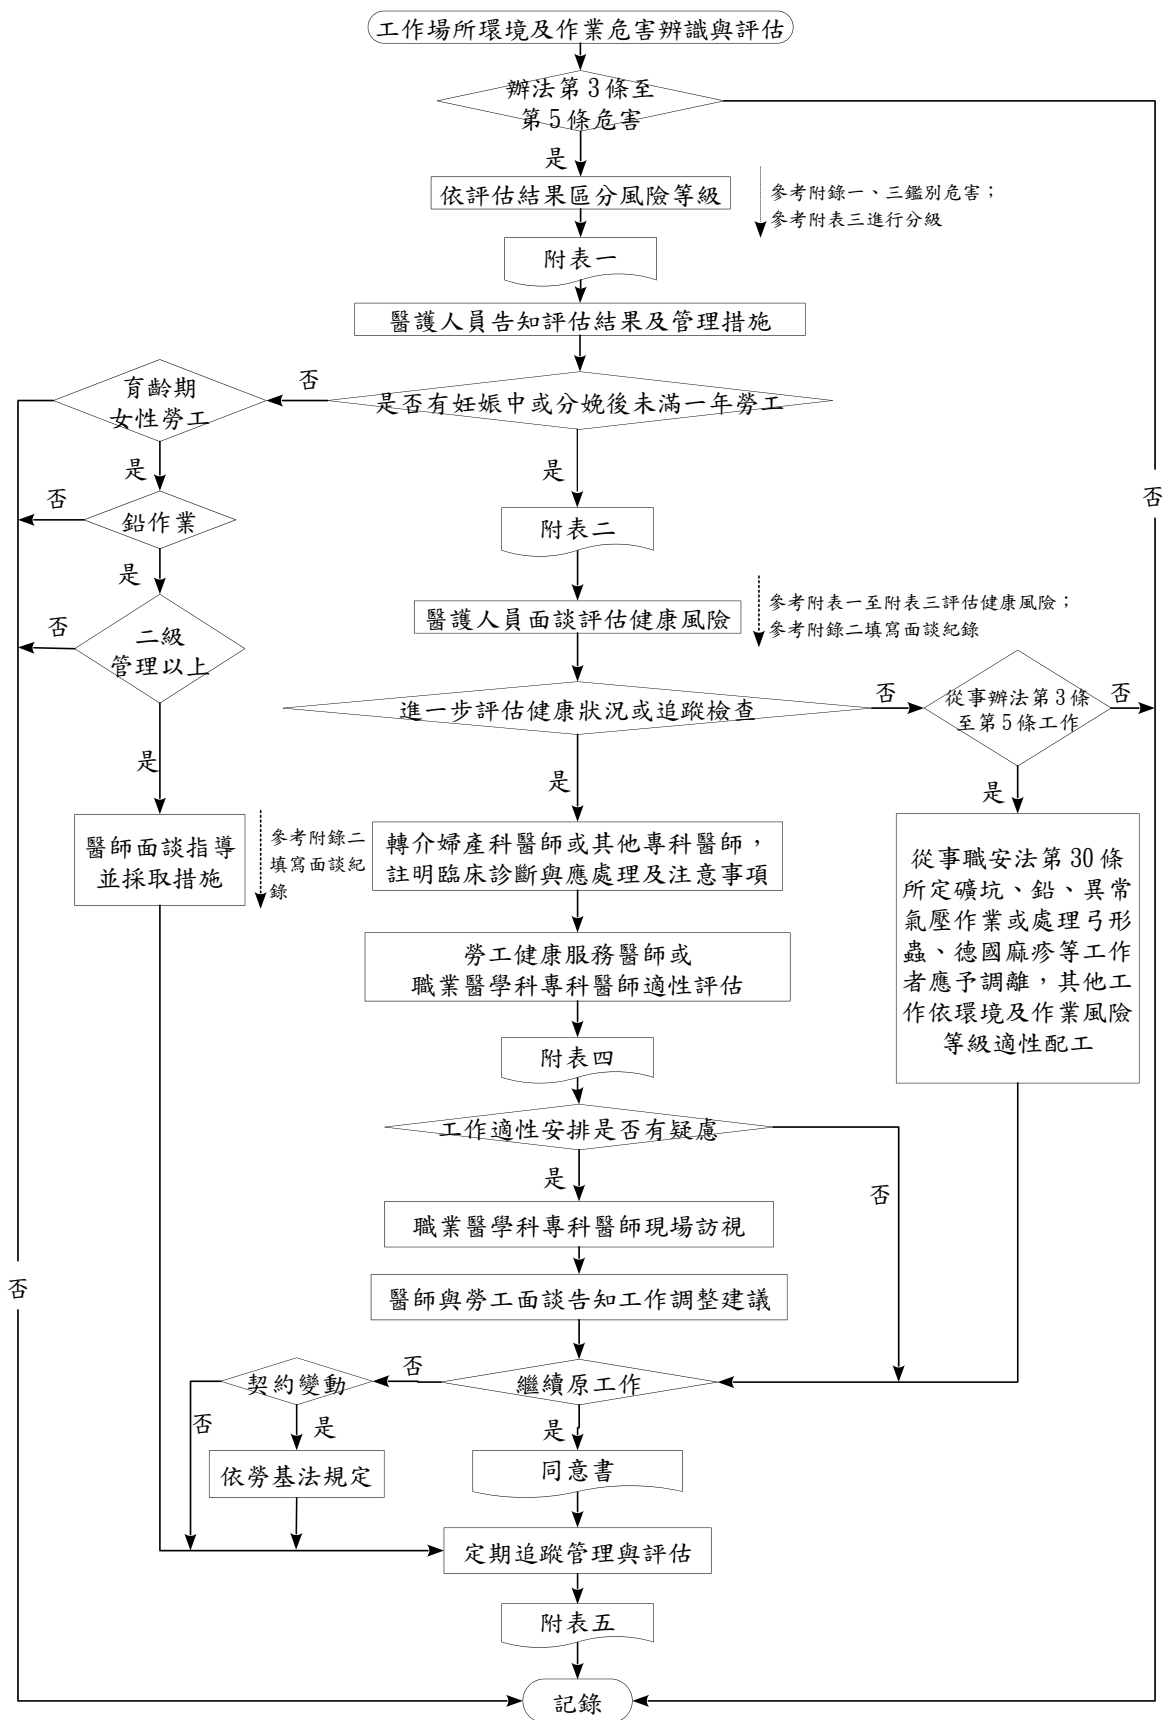 工作場所環境及作業危害辨識與評估
辦法第3條至
第5條危害
是
依評估結果區分風險等級
參考附錄一、三鑑別危害；
參考附表三進行分級
附表一
醫護人員告知評估結果及管理措施
是否有妊娠中或分娩後未滿一年勞工
否
育齡期
女性勞工
是
否
鉛作業
是
否
二級
管理以上
是
醫師面談指導
並採取措施
參考附錄二
填寫面談紀
錄
是
附表二
否
醫護人員面談評估健康風險
參考附表一至附表三評估健康風險；
參考附錄二填寫面談紀錄
進一步評估健康狀況或追蹤檢查
否
從事辦法第3條
至第5條工作
否
是
是
轉介婦產科醫師或其他專科醫師，
註明臨床診斷與應處理及注意事項
從事職安法第30條
所定礦坑、鉛、異常
氣壓作業或處理弓形
蟲、德國麻疹等工作
者應予調離，其他工
作依環境及作業風險
等級適性配工
勞工健康服務醫師或
職業醫學科專科醫師適性評估
附表四
工作適性安排是否有疑慮
是
否
職業醫學科專科醫師現場訪視
醫師與勞工面談告知工作調整建議
否
繼續原工作
否
契約變動
否
是
依勞基法規定
是
同意書
定期追蹤管理與評估
附表五
記錄